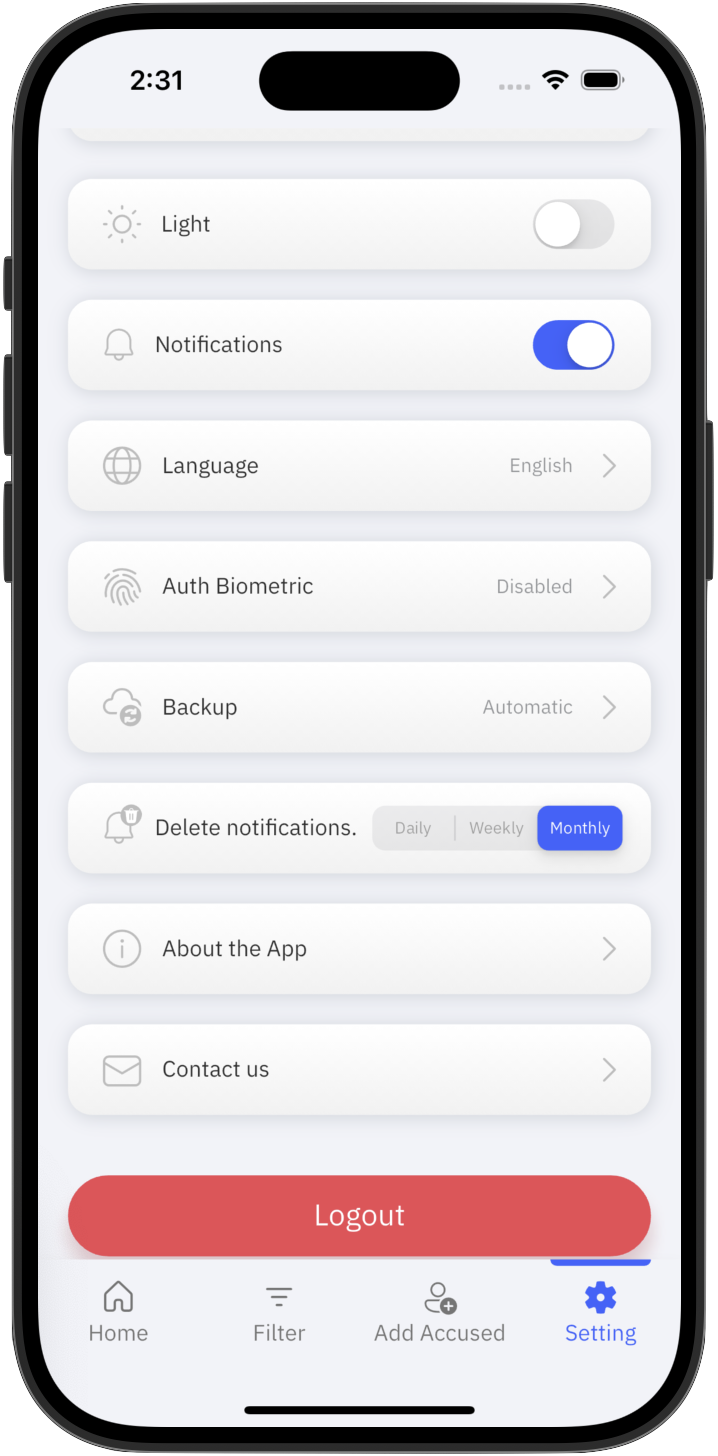 2:31
Light
Notifications
Language English
Auth Biometric Disabled
Backup Automatic
Delete notifications. Daily Weekly Monthly
About the App
Contact us
Logout
Home Filter Add Accused Setting